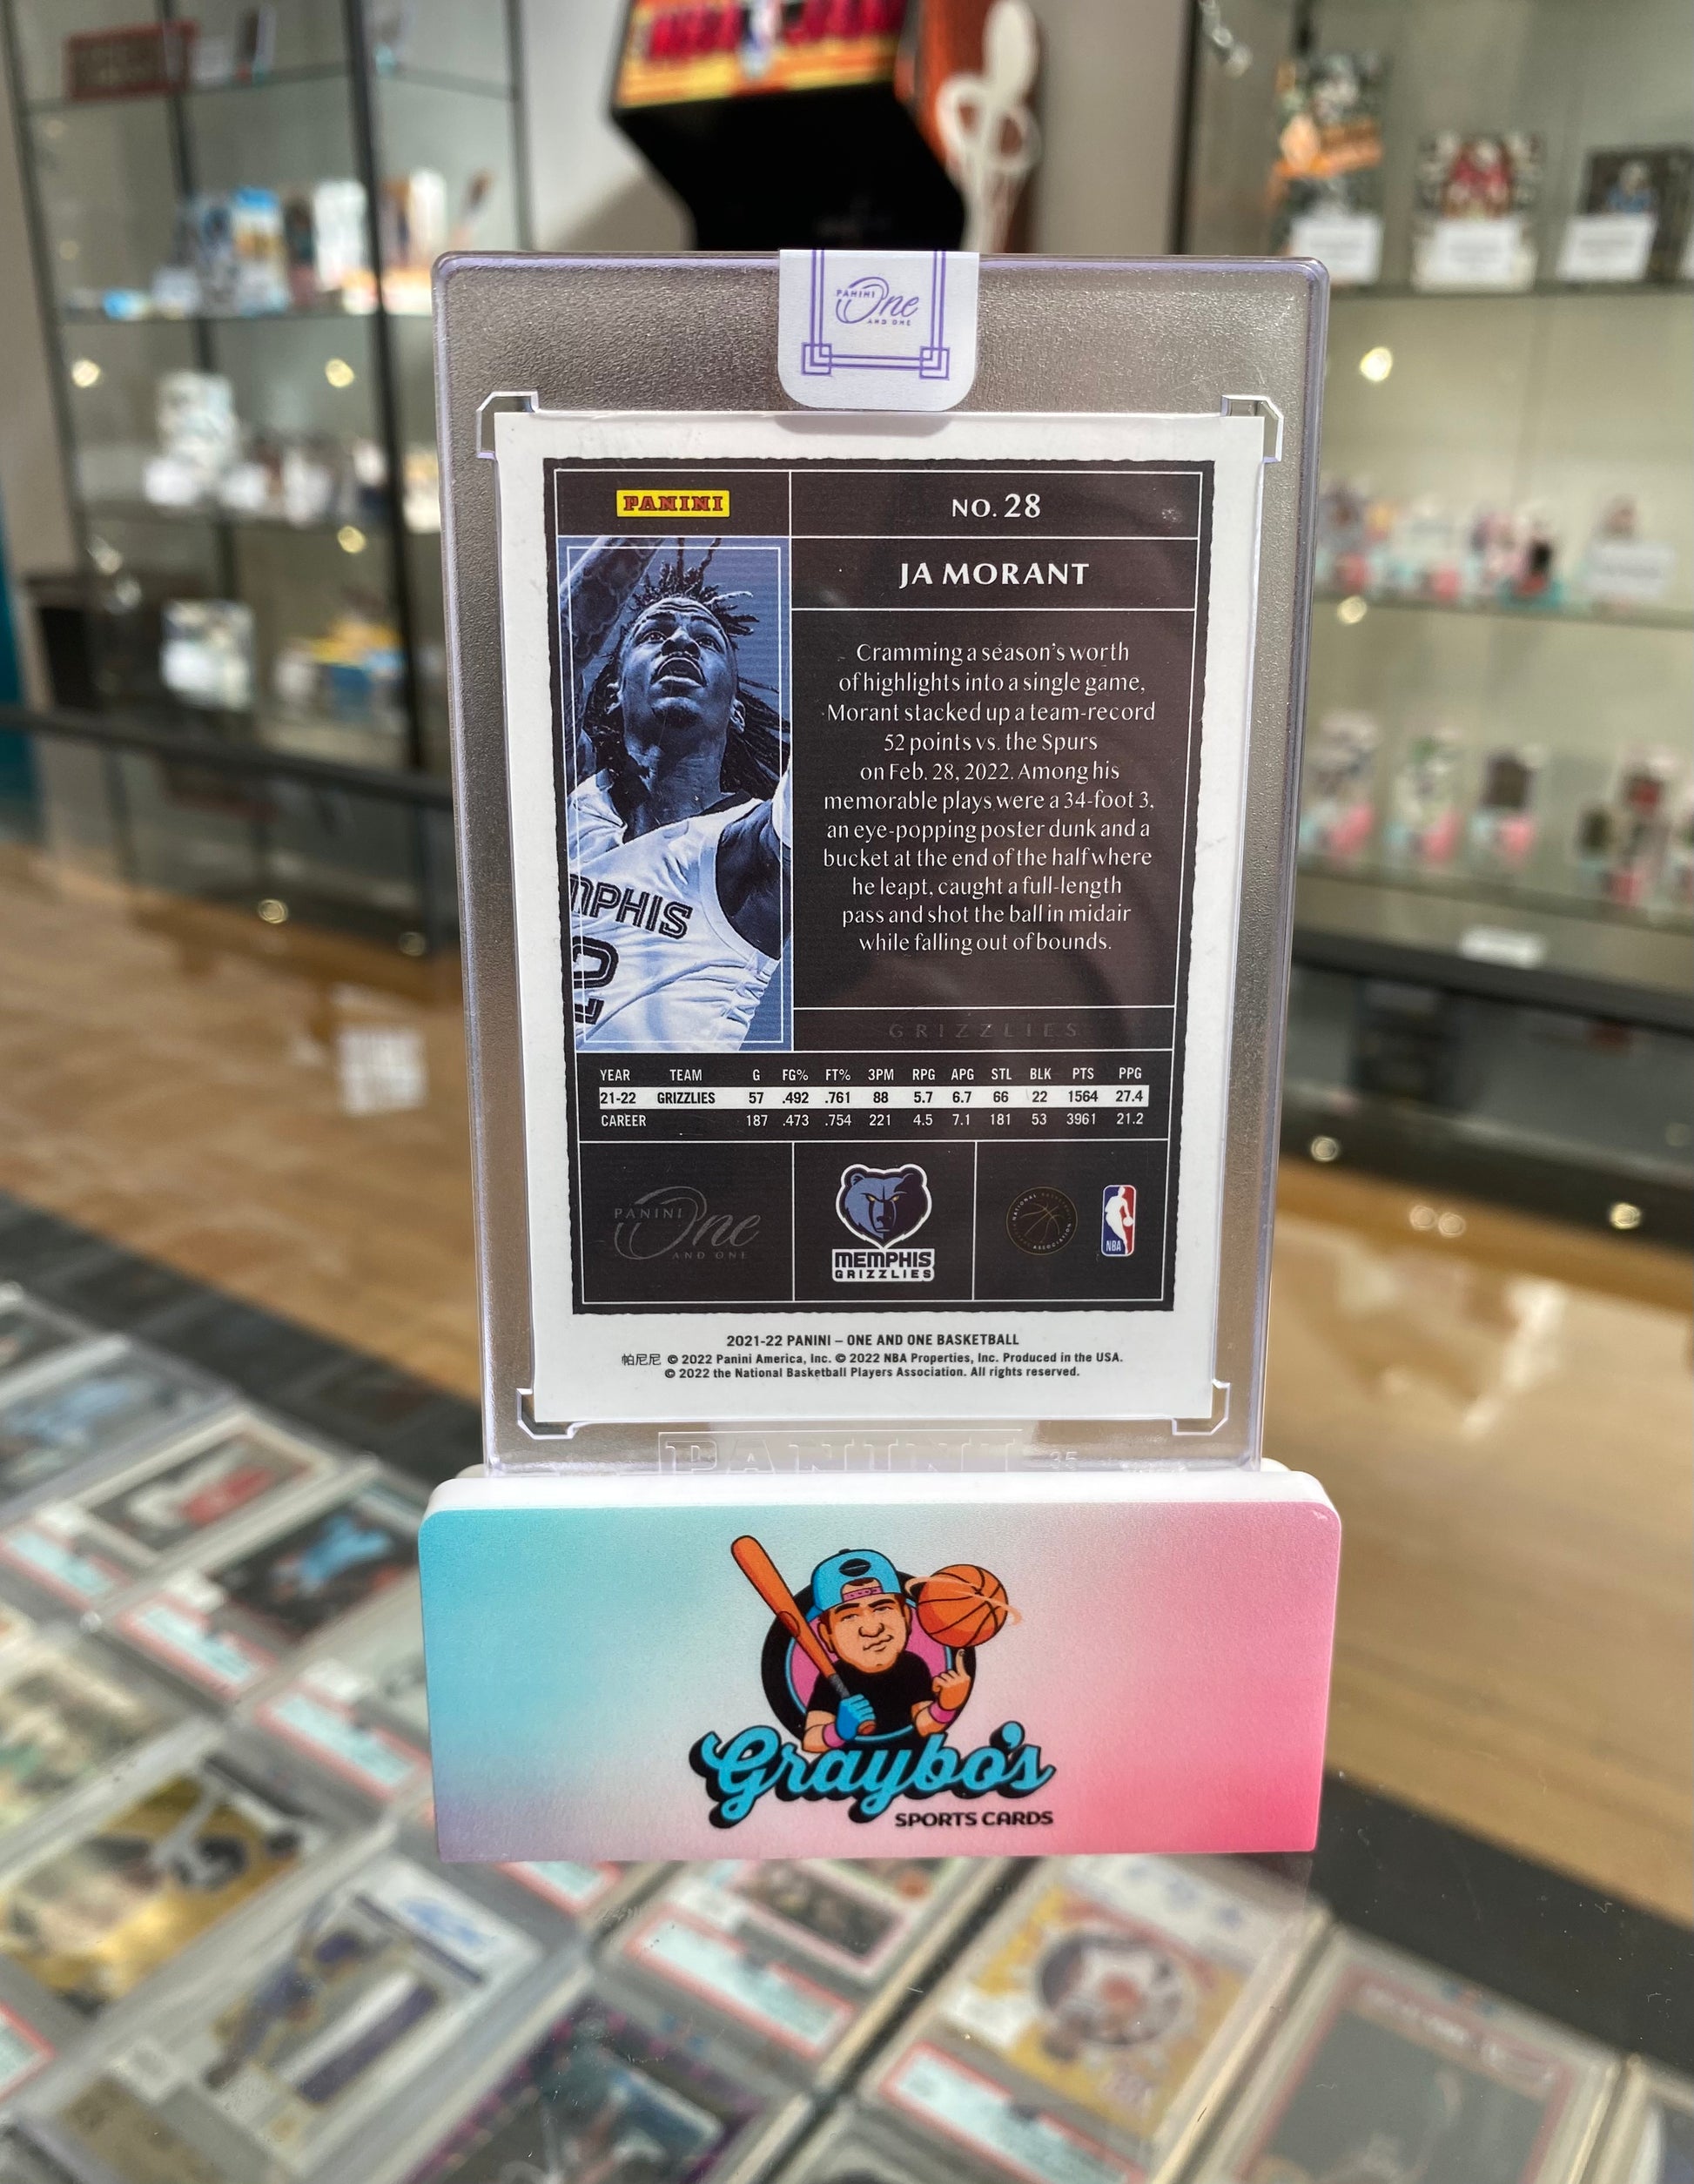 PANINI One
AND ONE
PANINI
NO. 28
JA MORANT
Cramming a season's worth
of highlights into a single game,
Morant stacked up a team-record
52 points vs. the Spurs
on Feb. 28, 2022. Among his
memorable plays were a 34-foot 3,
an eye-popping poster dunk and a
bucket at the end of the half where
he leapt, caught a full-length
pass and shot the ball in midair
while falling out of bounds.
MPHIS
2
GRIZZLIES
YEAR TEAM G FG% FT% 3PM RPG APG STL BLK PTS PPG
21-22 GRIZZLIES 57 .492 .761 88 5.7 6.7 66 22 1564 27.4
CAREER 187 .473 .754 221 4.5 7.1 181 53 3961 21.2
PANINI One
AND ONE
MEMPHIS
GRIZZLIES
NBA
2021-22 PANINI – ONE AND ONE BASKETBALL
帕尼尼 © 2022 Panini America, Inc. © 2022 NBA Properties, Inc. Produced in the USA.
© 2022 the National Basketball Players Association. All rights reserved.
PANINI 35
Graybo's
SPORTS CARDS